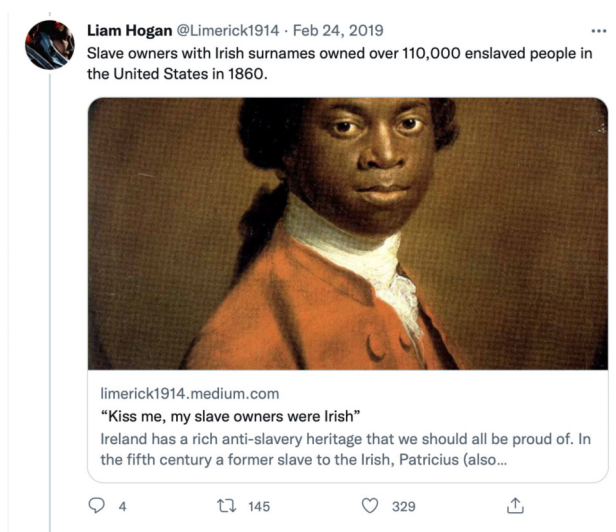 Liam Hogan @Limerick1914 · Feb 24, 2019
Slave owners with Irish surnames owned over 110,000 enslaved people in
the United States in 1860.
limerick1914.medium.com
“Kiss me, my slave owners were Irish”
Ireland has a rich anti-slavery heritage that we should all be proud of. In
the fifth century a former slave to the Irish, Patricius (also...
4 145 329